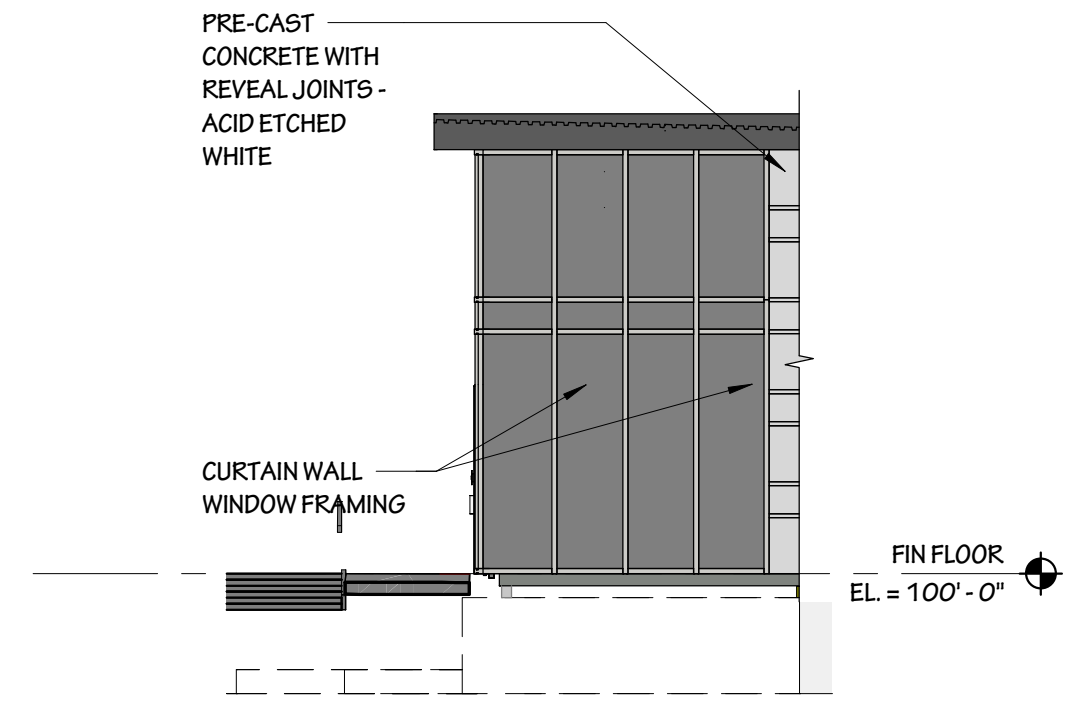 PRE-CAST
CONCRETE WITH
REVEAL JOINTS -
ACID ETCHED
WHITE
CURTAIN WALL
WINDOW FRAMING
FIN FLOOR
EL. = 100' - 0"